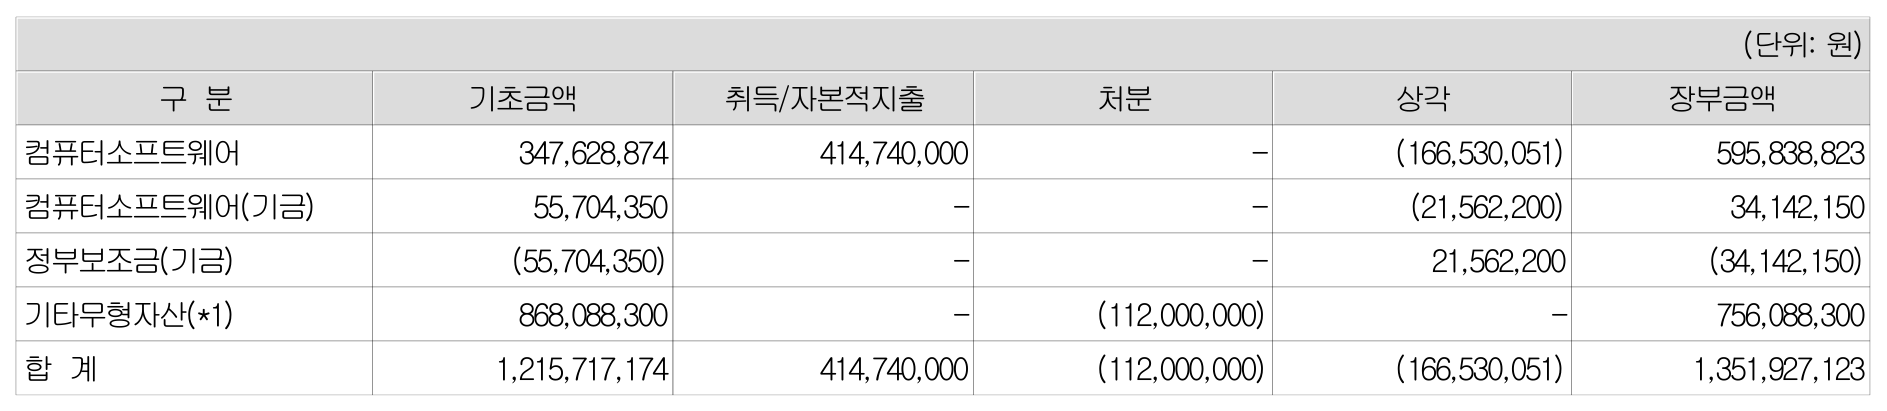 (단위: 원)
구 분 기초금액 취득/자본적지출 처분 상각 장부금액
컴퓨터소프트웨어 347,628,874 414,740,000 - (166,530,051) 595,838,823
컴퓨터소프트웨어(기금) 55,704,350 - - (21,562,200) 34,142,150
정부보조금(기금) (55,704,350) - - 21,562,200 (34,142,150)
기타무형자산(*1) 868,088,300 - (112,000,000) - 756,088,300
합 계 1,215,717,174 414,740,000 (112,000,000) (166,530,051) 1,351,927,123